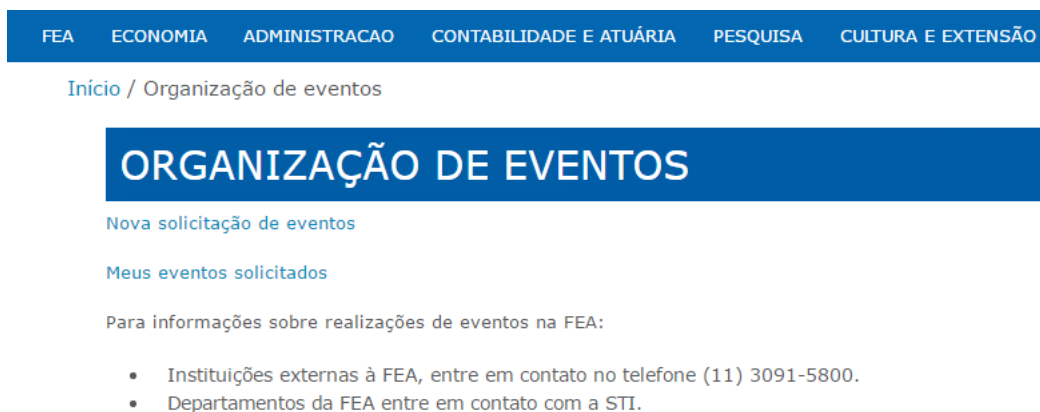 FEA ECONOMIA ADMINISTRACAO CONTABILIDADE E ATUÁRIA PESQUISA CULTURA E EXTENSÃO
Início / Organização de eventos
ORGANIZAÇÃO DE EVENTOS
Nova solicitação de eventos
Meus eventos solicitados
Para informações sobre realizações de eventos na FEA:
• Instituições externas à FEA, entre em contato no telefone (11) 3091-5800.
• Departamentos da FEA entre em contato com a STI.